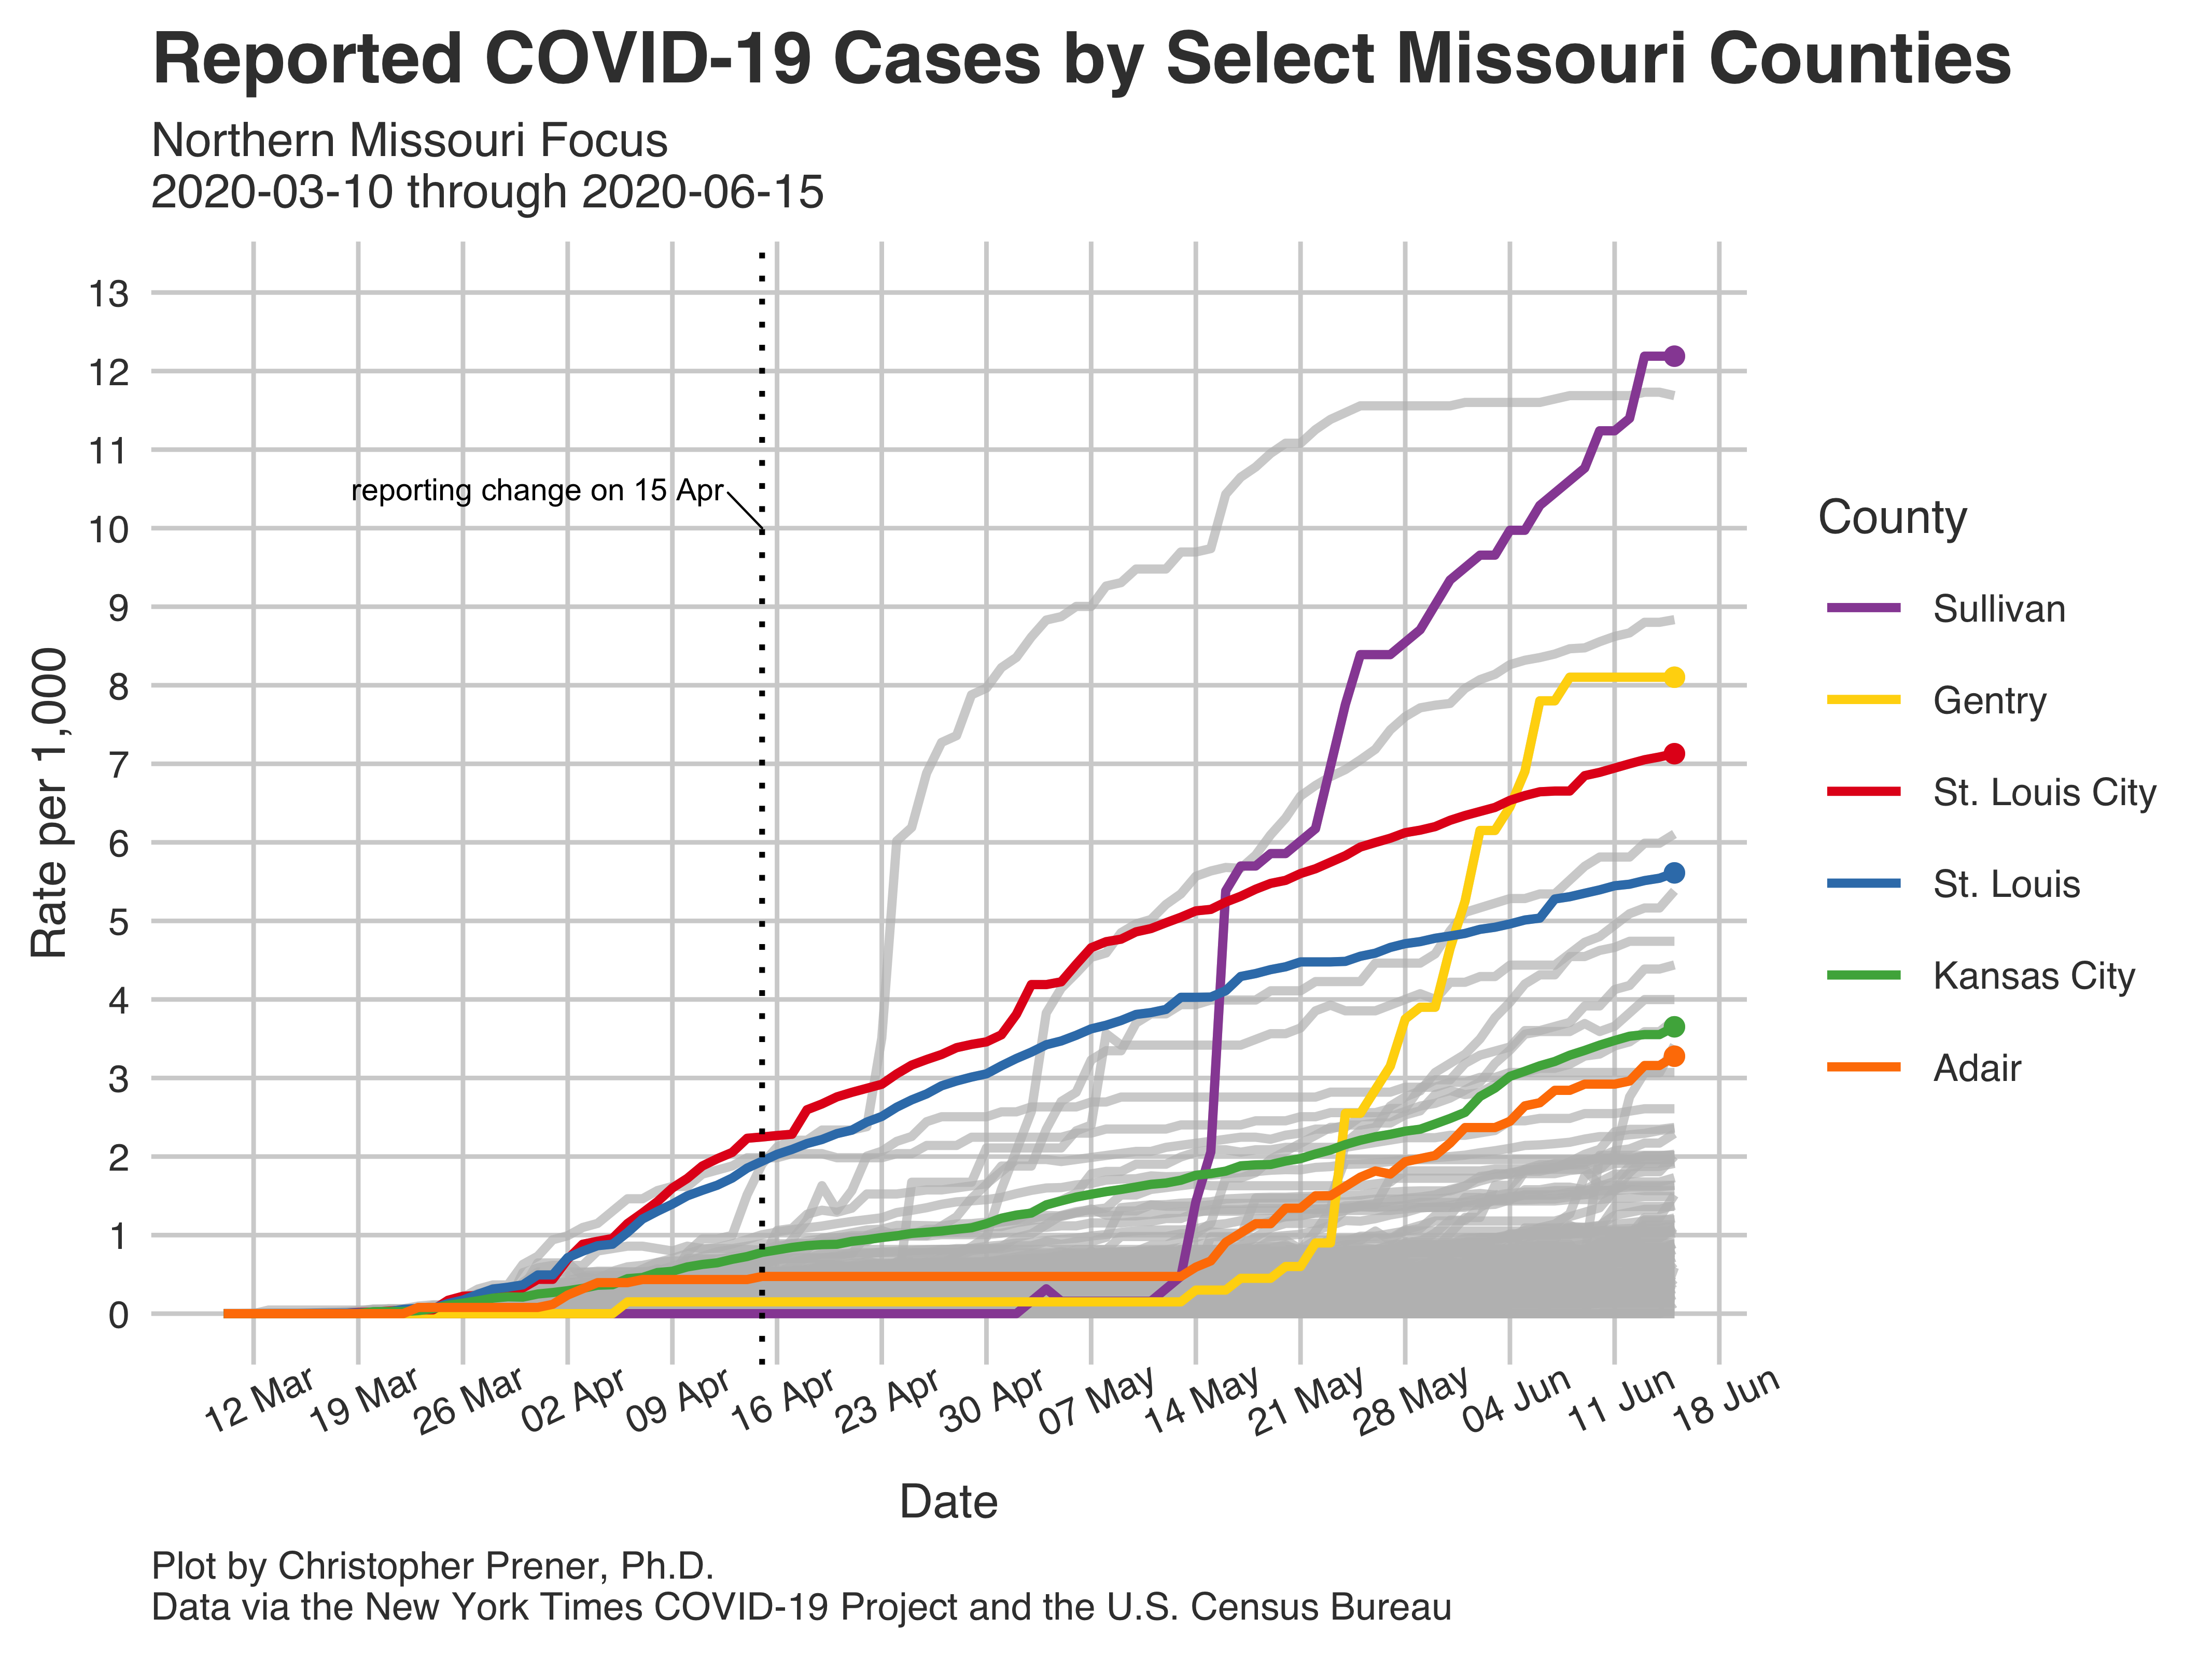 Reported COVID-19 Cases by Select Missouri Counties
Northern Missouri Focus
2020-03-10 through 2020-06-15
13
12
11
10
9
8
7
6
5
4
3
2
1
0
Rate per 1,000
reporting change on 15 Apr
12 Mar
19 Mar
26 Mar
02 Apr
09 Apr
16 Apr
23 Apr
30 Apr
07 May
14 May
21 May
28 May
04 Jun
11 Jun
18 Jun
Date
County
Sullivan
Gentry
St. Louis City
St. Louis
Kansas City
Adair
Plot by Christopher Prener, Ph.D.
Data via the New York Times COVID-19 Project and the U.S. Census Bureau